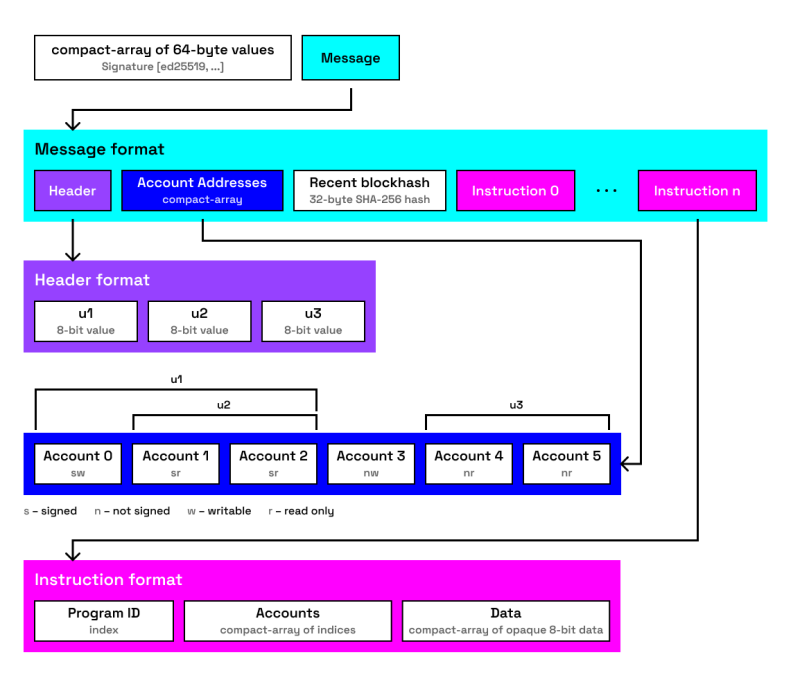 compact-array of 64-byte values
Signature [ed25519, ...]
Message
Message format
Header
Account Addresses
compact-array
Recent blockhash
32-byte SHA-256 hash
Instruction 0
...
Instruction n
Header format
u1
8-bit value
u2
8-bit value
u3
8-bit value
u1
u2
u3
Account 0
sw
Account 1
sr
Account 2
sr
Account 3
nw
Account 4
nr
Account 5
nr
s – signed n – not signed w – writable r – read only
Instruction format
Program ID
index
Accounts
compact-array of indices
Data
compact-array of opaque 8-bit data